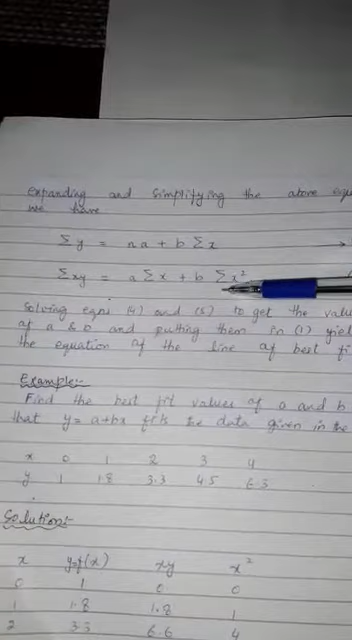 expanding and simplifying the above equ
we have
Σy = na + b Σx →
Σxy = a Σx + b Σx²
Solving eqns (4) and (5) to get the valu
of a & b and putting them in (1) yiel
the equation of the line of best fi
Example:-
Find the best fit values of a and b
that y = a+bx fits the data given in the
x 0 1 2 3 4
y 1 1.8 3.3 4.5 6.3
Solution:-
x y=f(x) xy x²
0 1 0 0
1 1.8 1.8 1
2 3.3 6.6 4